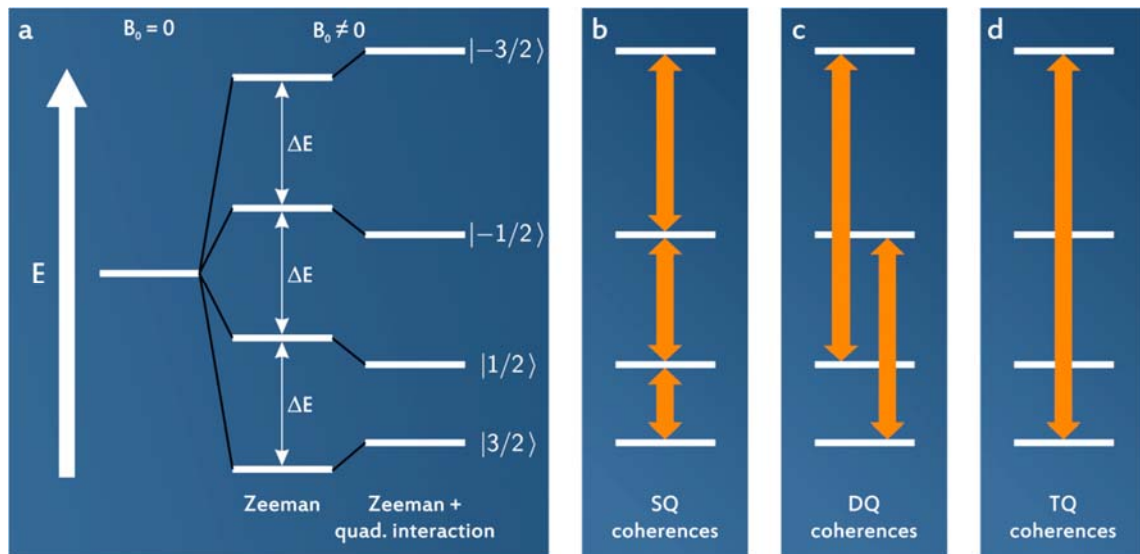 a
B₀ = 0
B₀ ≠ 0
|−3/2⟩
ΔE
|−1/2⟩
E
ΔE
|1/2⟩
ΔE
|3/2⟩
Zeeman
Zeeman +
quad. interaction
b
SQ
coherences
c
DQ
coherences
d
TQ
coherences